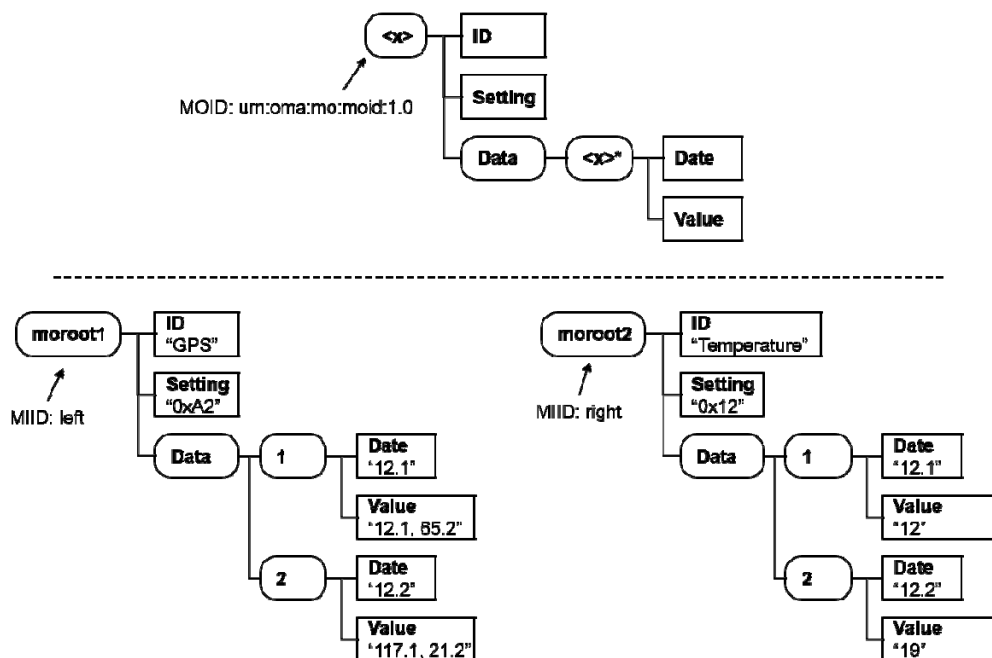 <x>
ID
MOID: urn:oma:mo:moid:1.0
Setting
Data
<x>*
Date
Value
moroot1
ID
"GPS"
MIID: left
Setting
"0xA2"
Data
1
Date
"12.1"
Value
"12.1, 65.2"
2
Date
"12.2"
Value
"117.1, 21.2"
moroot2
ID
"Temperature"
MIID: right
Setting
"0x12"
Data
1
Date
"12.1"
Value
"12"
2
Date
"12.2"
Value
"19"